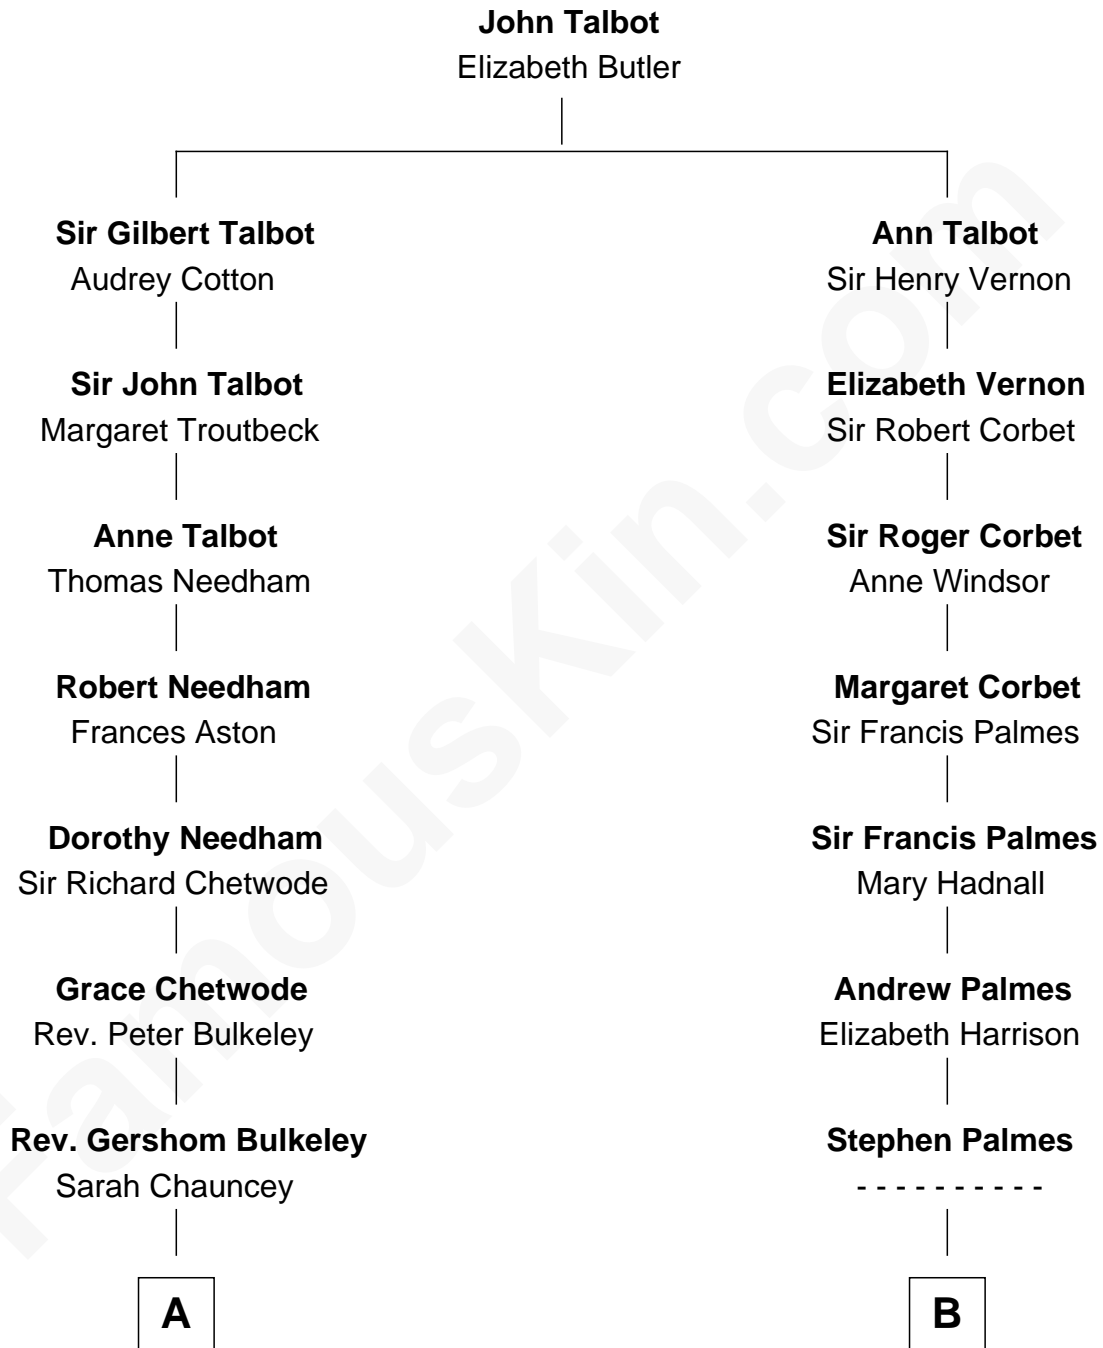 John Talbot
Elizabeth Butler
Sir Gilbert Talbot
Audrey Cotton
Ann Talbot
Sir Henry Vernon
Sir John Talbot
Margaret Troutbeck
Elizabeth Vernon
Sir Robert Corbet
Anne Talbot
Thomas Needham
Sir Roger Corbet
Anne Windsor
Robert Needham
Frances Aston
Margaret Corbet
Sir Francis Palmes
Dorothy Needham
Sir Richard Chetwode
Sir Francis Palmes
Mary Hadnall
Grace Chetwode
Rev. Peter Bulkeley
Andrew Palmes
Elizabeth Harrison
Rev. Gershom Bulkeley
Sarah Chauncey
Stephen Palmes
- - - - - - - - - -
A
B
FamousKin.com